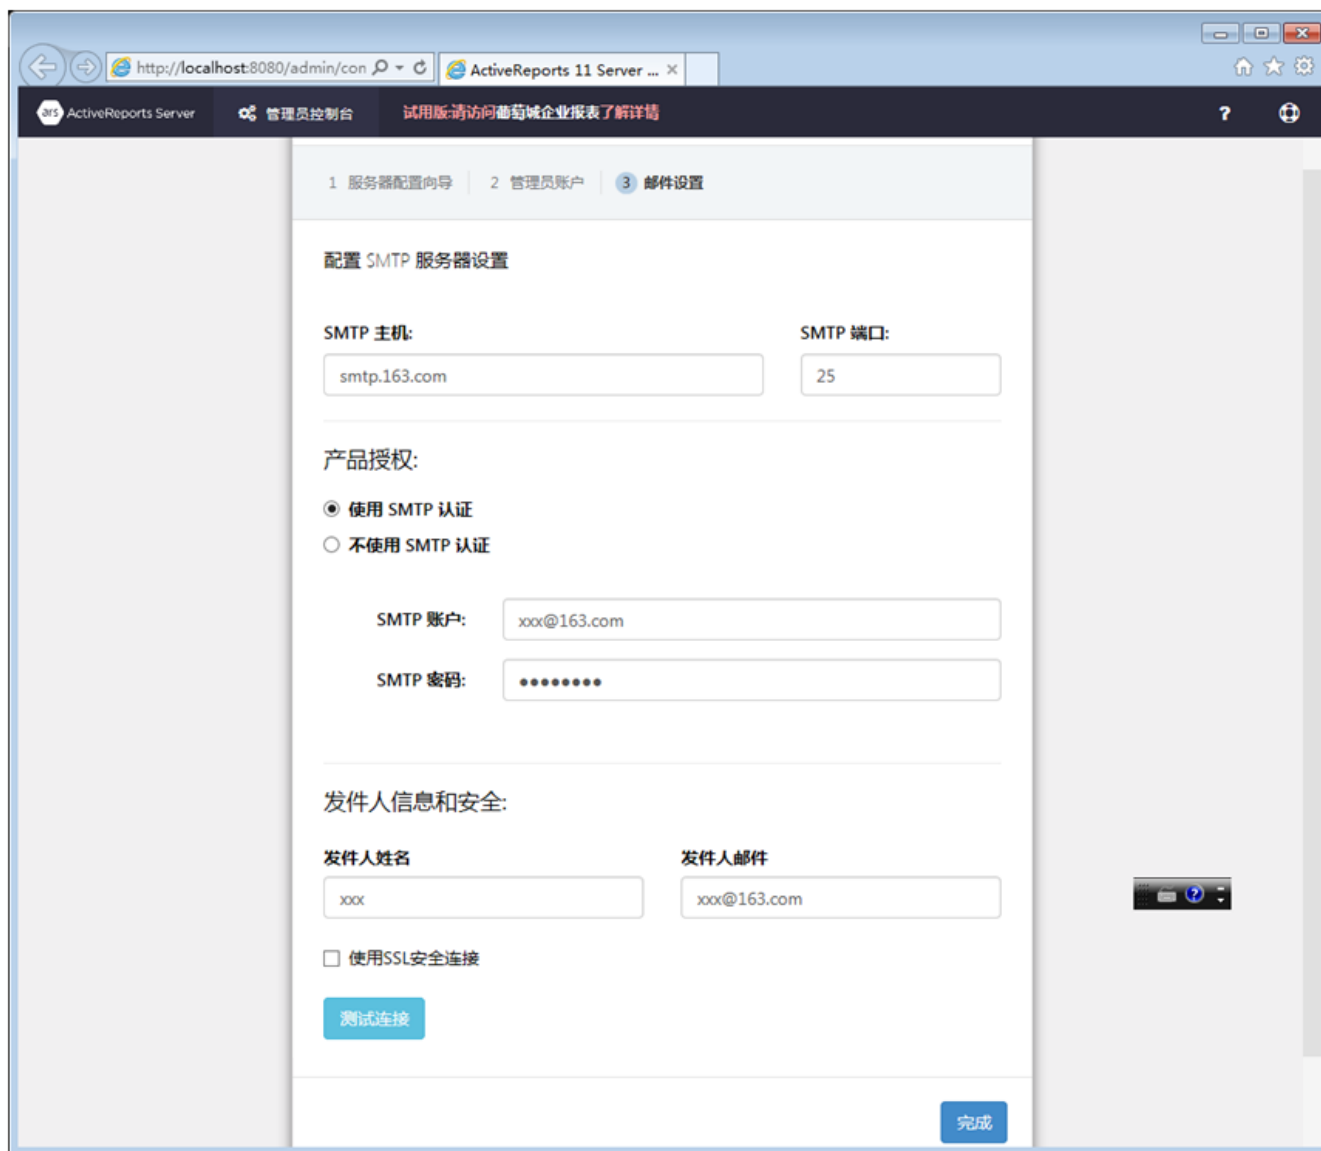 http://localhost:8080/admin/con
ActiveReports 11 Server ...
ars ActiveReports Server
管理员控制台
试用版:请访问葡萄城企业报表了解详情
?
1 服务器配置向导
2 管理员账户
3 邮件设置
配置 SMTP 服务器设置
SMTP 主机:
SMTP 端口:
smtp.163.com
25
产品授权:
使用 SMTP 认证
不使用 SMTP 认证
SMTP 账户:
xxx@163.com
SMTP 密码:
••••••••
发件人信息和安全:
发件人姓名
发件人邮件
xxx
xxx@163.com
使用SSL安全连接
测试连接
完成